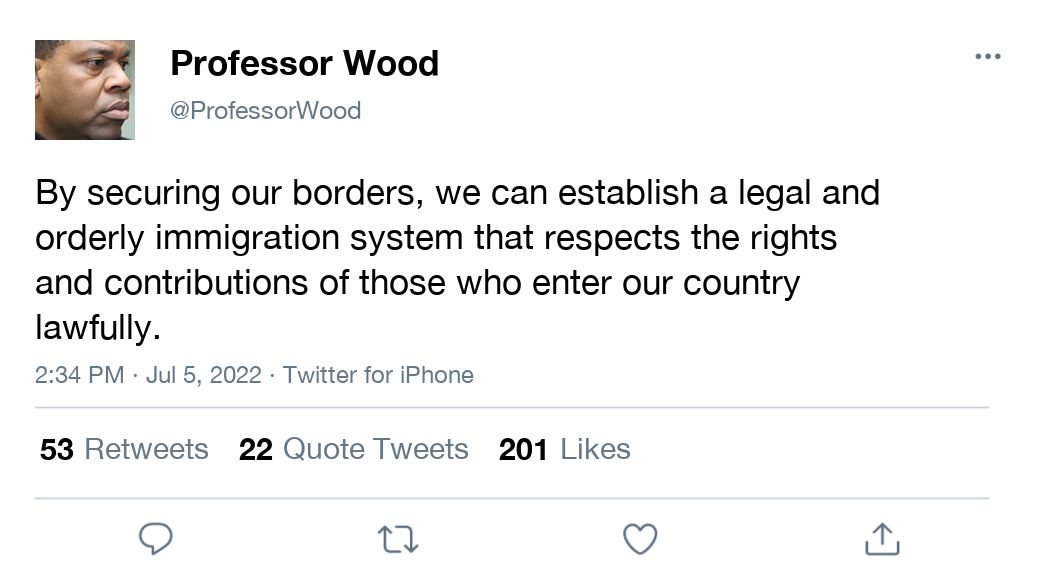 Professor Wood
@ProfessorWood
By securing our borders, we can establish a legal and
orderly immigration system that respects the rights
and contributions of those who enter our country
lawfully.
2:34 PM · Jul 5, 2022 · Twitter for iPhone
53 Retweets 22 Quote Tweets 201 Likes